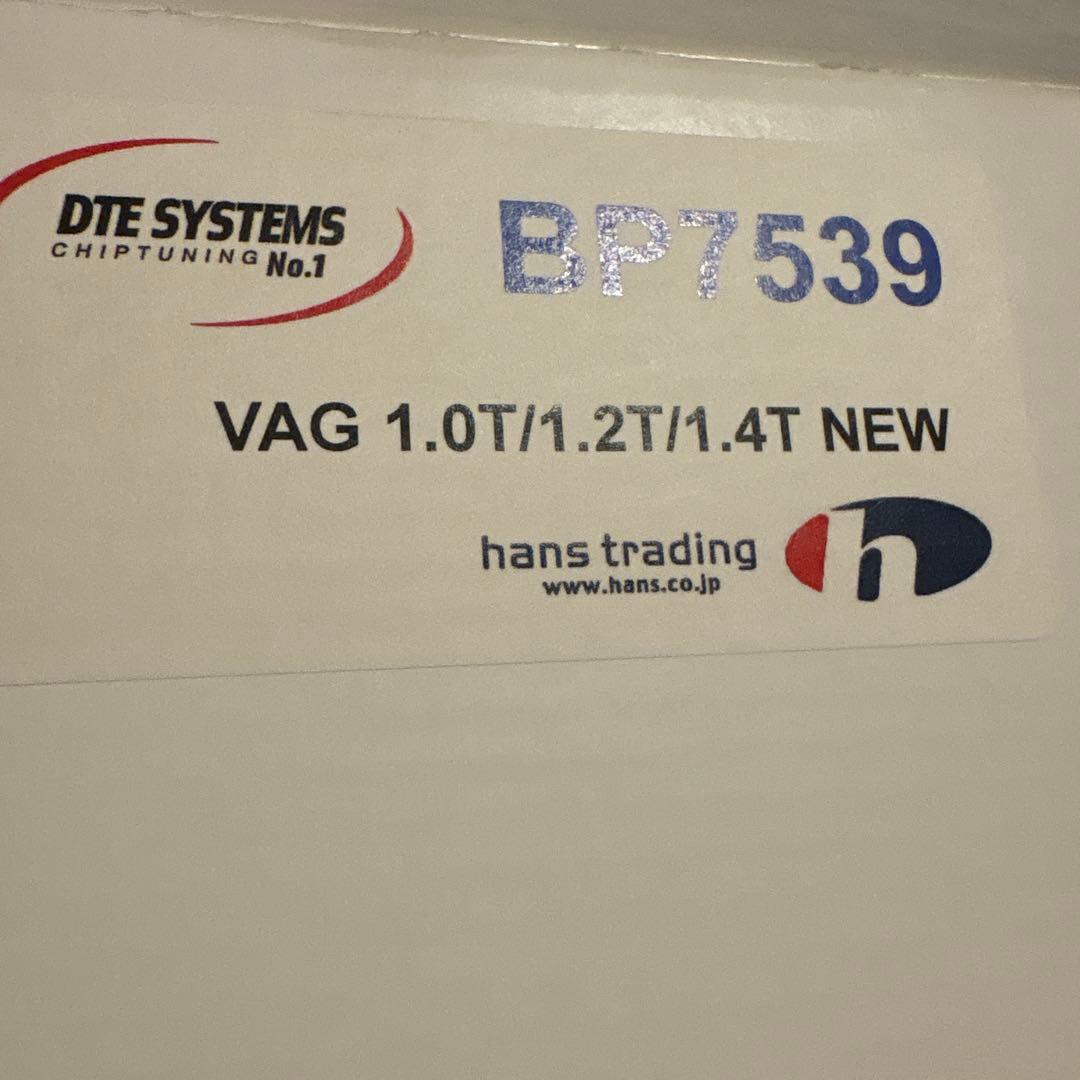 DTE SYSTEMS
CHIPTUNING No.1
BP7539
VAG 1.0T/1.2T/1.4T NEW
hans trading
www.hans.co.jp
h